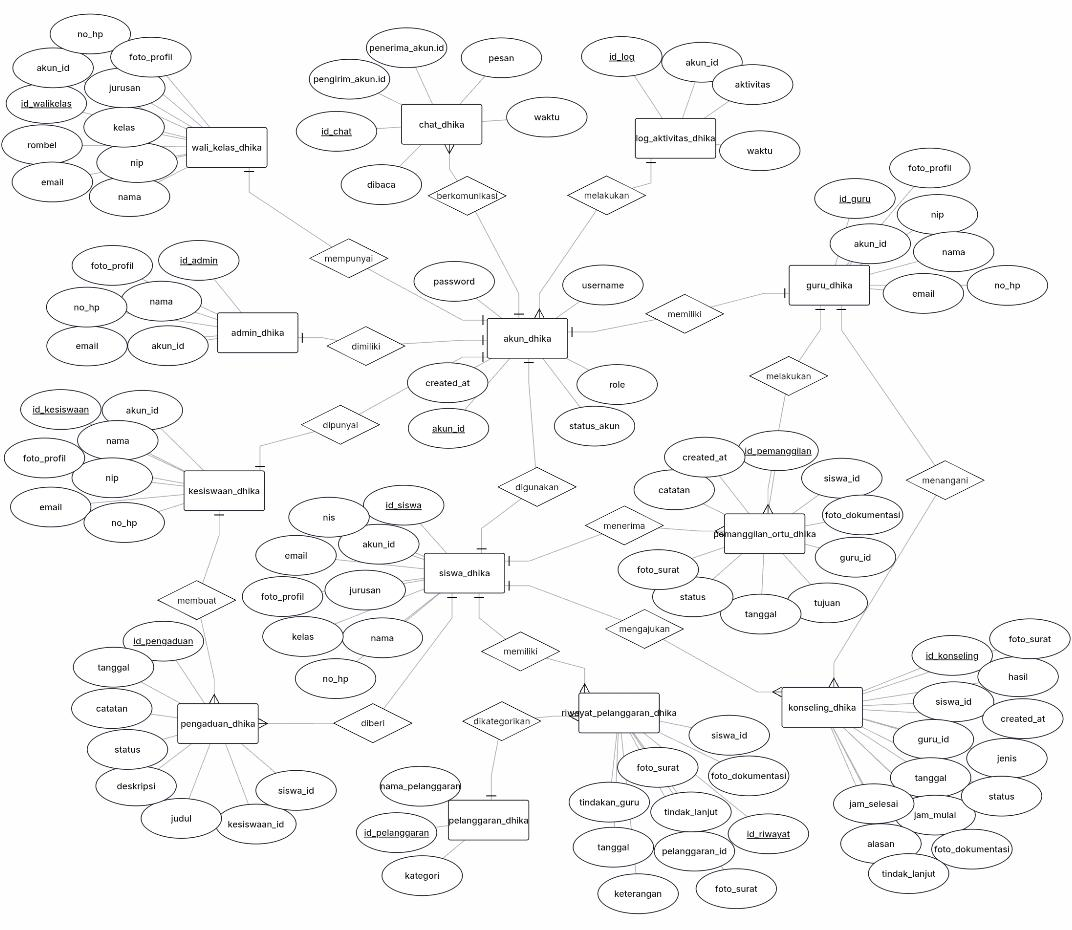 no_hp
foto_profil
akun_id
jurusan
id_walikelas
kelas
rombel
wali_kelas_dhika
nip
email
nama
penerima_akun.id
pesan
pengirim_akun.id
chat_dhika
waktu
id_chat
dibaca
berkomunikasi
id_log
akun_id
aktivitas
log_aktivitas_dhika
waktu
melakukan
foto_profil
id_guru
nip
akun_id
nama
guru_dhika
no_hp
email
mempunyai
foto_profil
id_admin
nama
no_hp
admin_dhika
email
akun_id
dimiliki
password
username
akun_dhika
memiliki
created_at
role
akun_id
status_akun
melakukan
id_kesiswaan
akun_id
nama
foto_profil
nip
kesiswaan_dhika
email
no_hp
dipunyai
digunakan
created_at
id_pemanggilan
siswa_id
catatan
foto_dokumentasi
pemanggilan_ortu_dhika
guru_id
foto_surat
status
tanggal
tujuan
menangani
nis
id_siswa
akun_id
email
siswa_dhika
foto_profil
jurusan
kelas
nama
no_hp
menerima
mengajukan
membuat
id_pengaduan
tanggal
catatan
pengaduan_dhika
status
deskripsi
judul
kesiswaan_id
siswa_id
diberi
memiliki
dikategorikan
riwayat_pelanggaran_dhika
siswa_id
foto_surat
foto_dokumentasi
nama_pelanggaran
pelanggaran_dhika
id_pelanggaran
kategori
tindakan_guru
tindak_lanjut
id_riwayat
tanggal
pelanggaran_id
keterangan
foto_surat
foto_surat
id_konseling
hasil
siswa_id
konseling_dhika
created_at
guru_id
jenis
tanggal
status
jam_selesai
jam_mulai
alasan
foto_dokumentasi
tindak_lanjut